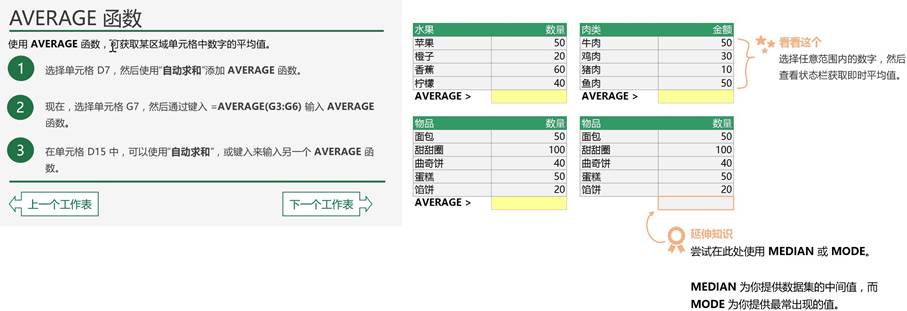 AVERAGE 函数
使用 AVERAGE 函数，可获取某区域单元格中数字的平均值。
1 选择单元格 D7，然后使用“自动求和”添加 AVERAGE 函数。
2 现在，选择单元格 G7，然后通过键入 =AVERAGE(G3:G6) 输入 AVERAGE
函数。
3 在单元格 D15 中，可以使用“自动求和”，或键入来输入另一个 AVERAGE 函
数。
上一个工作表
下一个工作表
水果 数量
苹果 50
橙子 20
香蕉 60
柠檬 40
AVERAGE >
肉类 金额
牛肉 50
鸡肉 30
猪肉 10
鱼肉 50
看看这个
选择任意范围内的数字，然后
查看状态栏获取即时平均值。
物品 数量
面包 50
甜甜圈 100
曲奇饼 40
蛋糕 50
馅饼 20
AVERAGE >
物品 数量
面包 50
甜甜圈 100
曲奇饼 40
蛋糕 50
馅饼 20
延伸知识
尝试在此处使用 MEDIAN 或 MODE。
MEDIAN 为你提供数据集的中间值，而
MODE 为你提供最常出现的值。